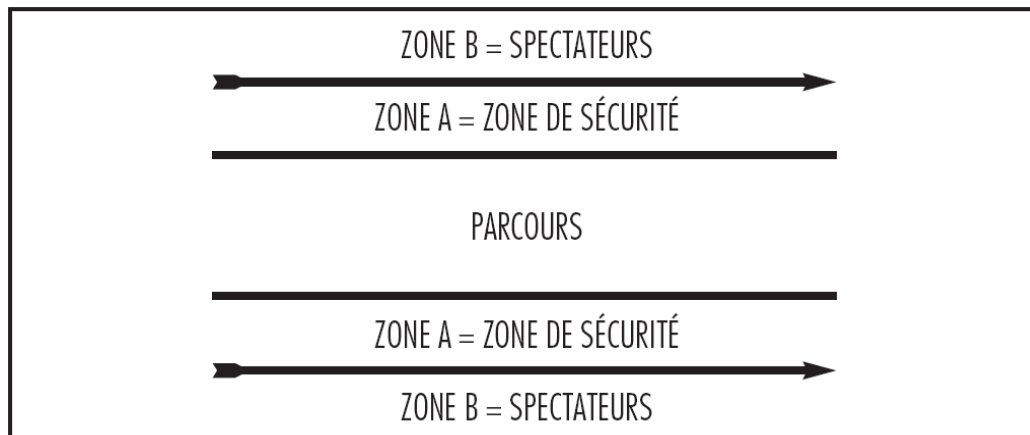 ZONE B = SPECTATEURS
ZONE A = ZONE DE SÉCURITÉ
PARCOURS
ZONE A = ZONE DE SÉCURITÉ
ZONE B = SPECTATEURS